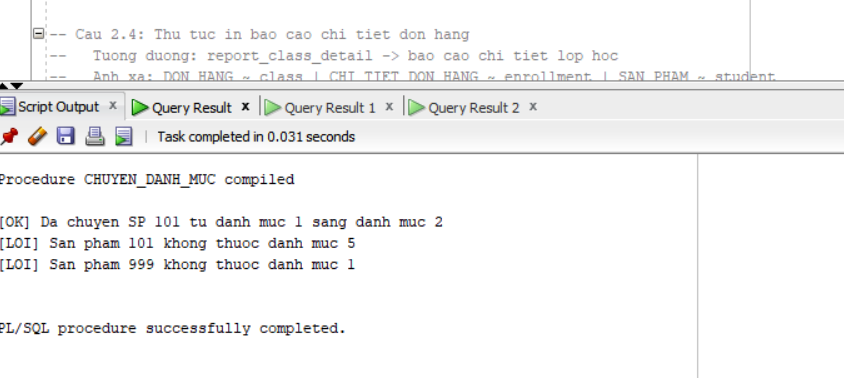 -- Cau 2.4: Thu tuc in bao cao chi tiet don hang
--   Tuong duong: report_class_detail -> bao cao chi tiet lop hoc
--   Anh xa: DON_HANG ~ class | CHI_TIET_DON_HANG ~ enrollment | SAN_PHAM ~ student
Script Output x Query Result x Query Result 1 x Query Result 2 x
| Task completed in 0.031 seconds
Procedure CHUYEN_DANH_MUC compiled
[OK] Da chuyen SP 101 tu danh muc 1 sang danh muc 2
[LOI] San pham 101 khong thuoc danh muc 5
[LOI] San pham 999 khong thuoc danh muc 1
PL/SQL procedure successfully completed.